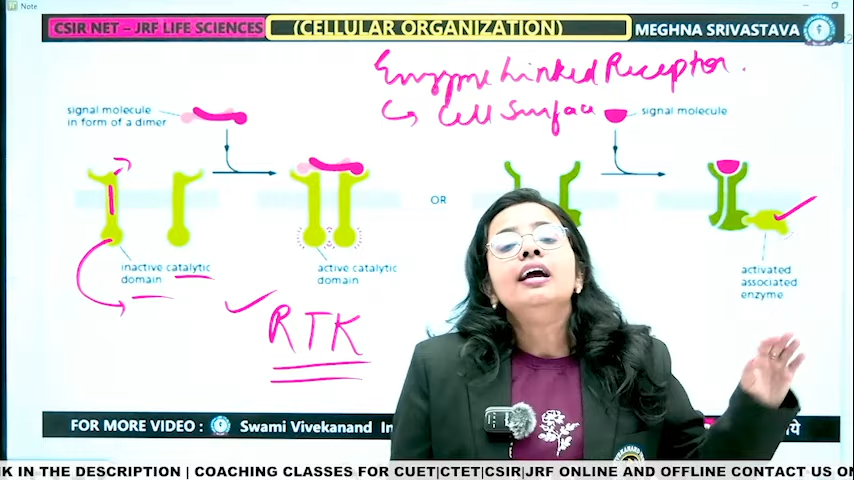 Note
CSIR NET – JRF LIFE SCIENCES (CELLULAR ORGANIZATION) MEGHNA SRIVASTAVA
Enzyme Linked Receptor.
↳ Cell Surface
signal molecule
in form of a dimer
signal molecule
OR
inactive catalytic
domain
active catalytic
domain
activated
associated
enzyme
RTK
FOR MORE VIDEO : Swami Vivekanand In
K IN THE DESCRIPTION | COACHING CLASSES FOR CUET|CTET|CSIR|JRF ONLINE AND OFFLINE CONTACT US ON